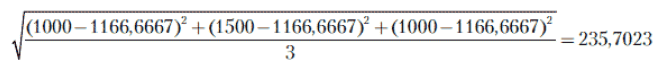 √((1000−1166,6667)² + (1500−1166,6667)² + (1000−1166,6667)² / 3) = 235,7023